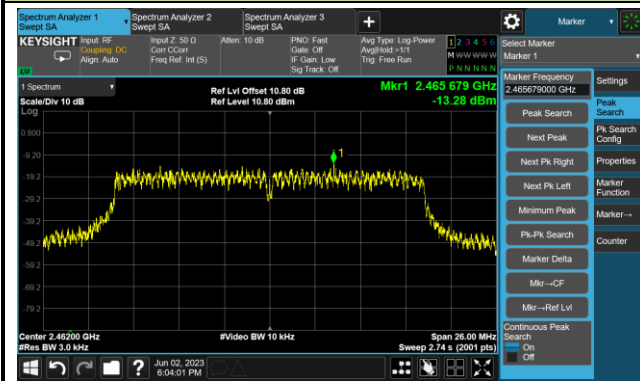 Spectrum Analyzer 1
Swept SA
Spectrum Analyzer 2
Swept SA
Spectrum Analyzer 3
Swept SA
+
Marker
KEYSIGHT
Input: RF
Coupling: DC
Align: Auto
Input Z: 50 Ω
Corr CCorr
Freq Ref: Int (S)
Atten: 10 dB
PNO: Fast
Gate: Off
IF Gain: Low
Sig Track: Off
Avg Type: Log-Power
Avg|Hold:>1/1
Trig: Free Run
1 2 3 4 5 6
M W W W W W
P N N N N N
LXI
Select Marker
Marker 1
1 Spectrum
Scale/Div 10 dB
Log
Ref Lvl Offset 10.80 dB
Ref Level 10.80 dBm
Mkr1 2.465 679 GHz
-13.28 dBm
0.800
-9.20
-19.2
-29.2
-39.2
-49.2
-59.2
-69.2
-79.2
1
Center 2.46200 GHz
#Res BW 3.0 kHz
#Video BW 10 kHz
Span 26.00 MHz
Sweep 2.74 s (2001 pts)
Marker Frequency
2.465679000 GHz
Peak Search
Next Peak
Next Pk Right
Next Pk Left
Minimum Peak
Pk-Pk Search
Marker Delta
Mkr→CF
Mkr→Ref Lvl
Continuous Peak
Search
On
Off
Settings
Peak
Search
Pk Search
Config
Properties
Marker
Function
Marker→
Counter
?
Jun 02, 2023
6:04:01 PM